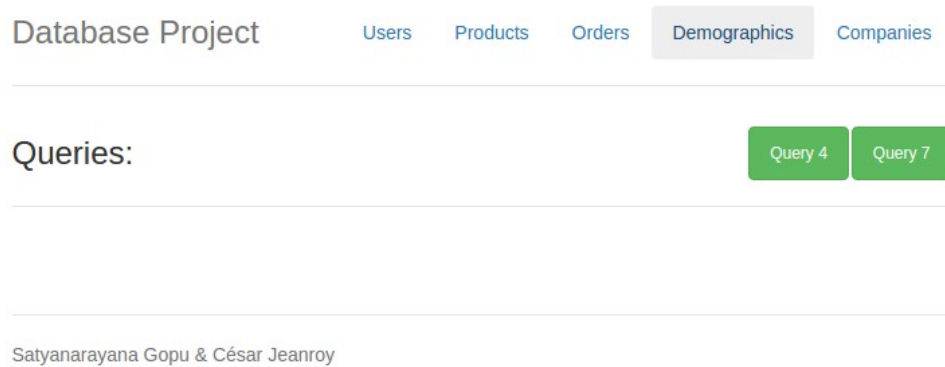 Database Project Users Products Orders Demographics Companies
Queries: Query 4 Query 7
Satyanarayana Gopu & César Jeanroy